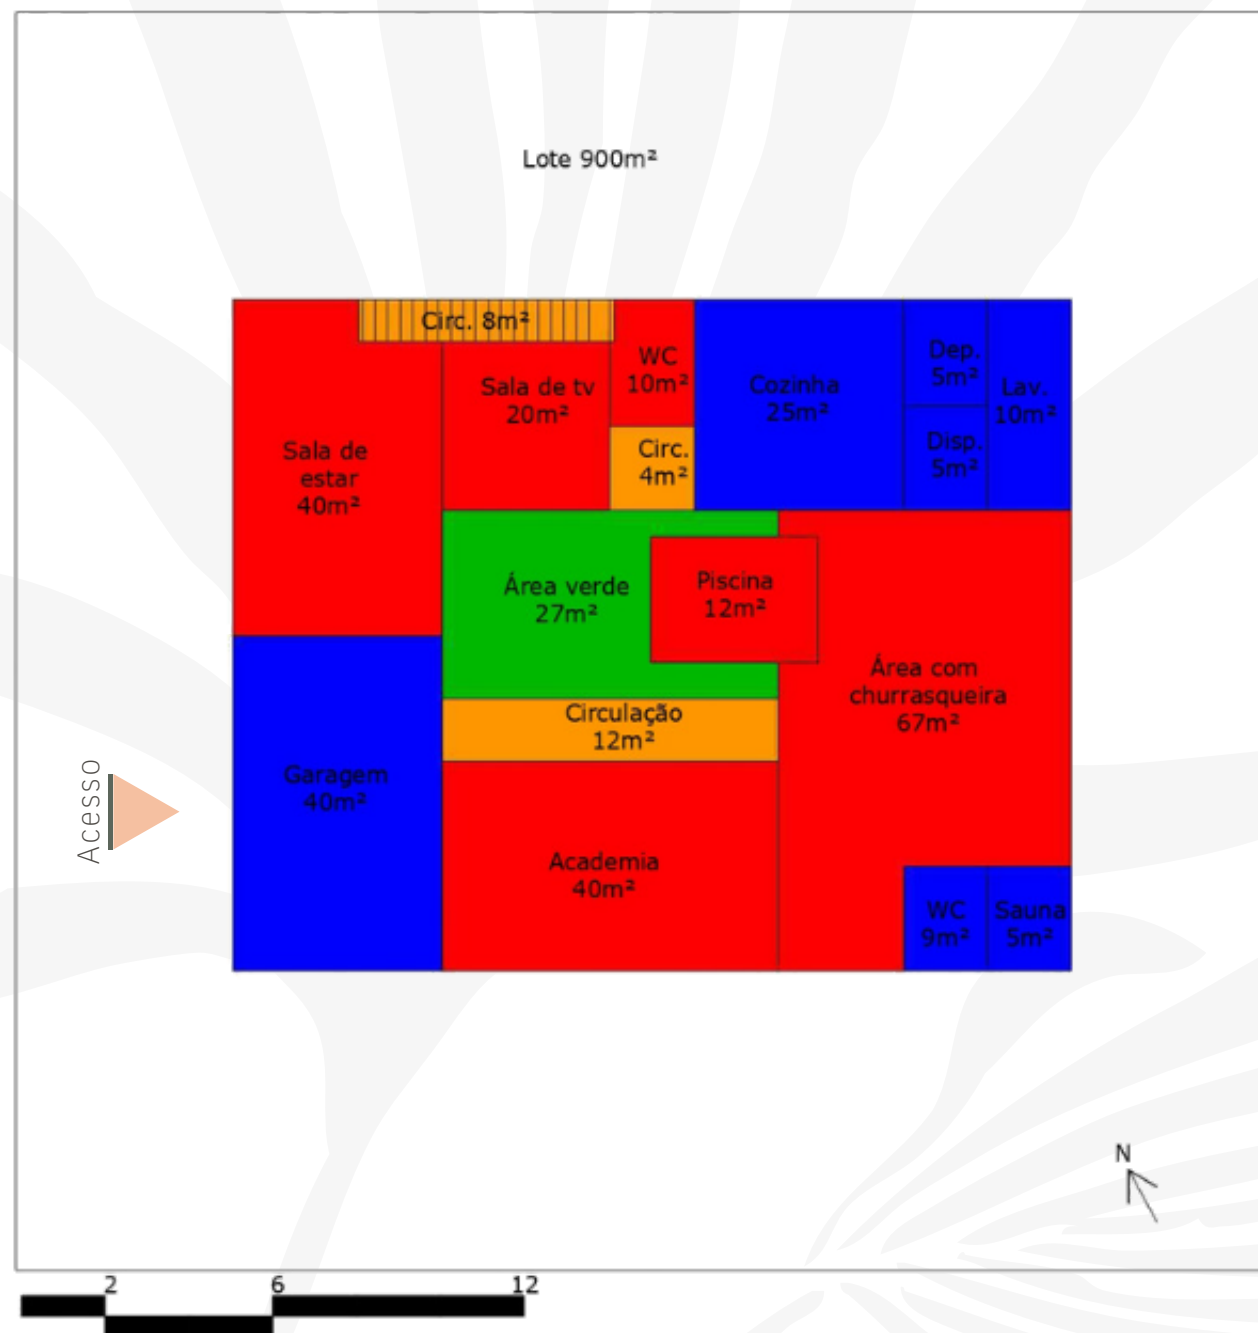 Lote 900m²
Circ. 8m²
WC
10m²
Sala de tv
20m²
Cozinha
25m²
Dep.
5m²
Lav.
10m²
Disp.
5m²
Circ.
4m²
Sala de
estar
40m²
Área verde
27m²
Piscina
12m²
Área com
churrasqueira
67m²
Circulação
12m²
Garagem
40m²
Acesso
Academia
40m²
WC
9m²
Sauna
5m²
N
2 6 12